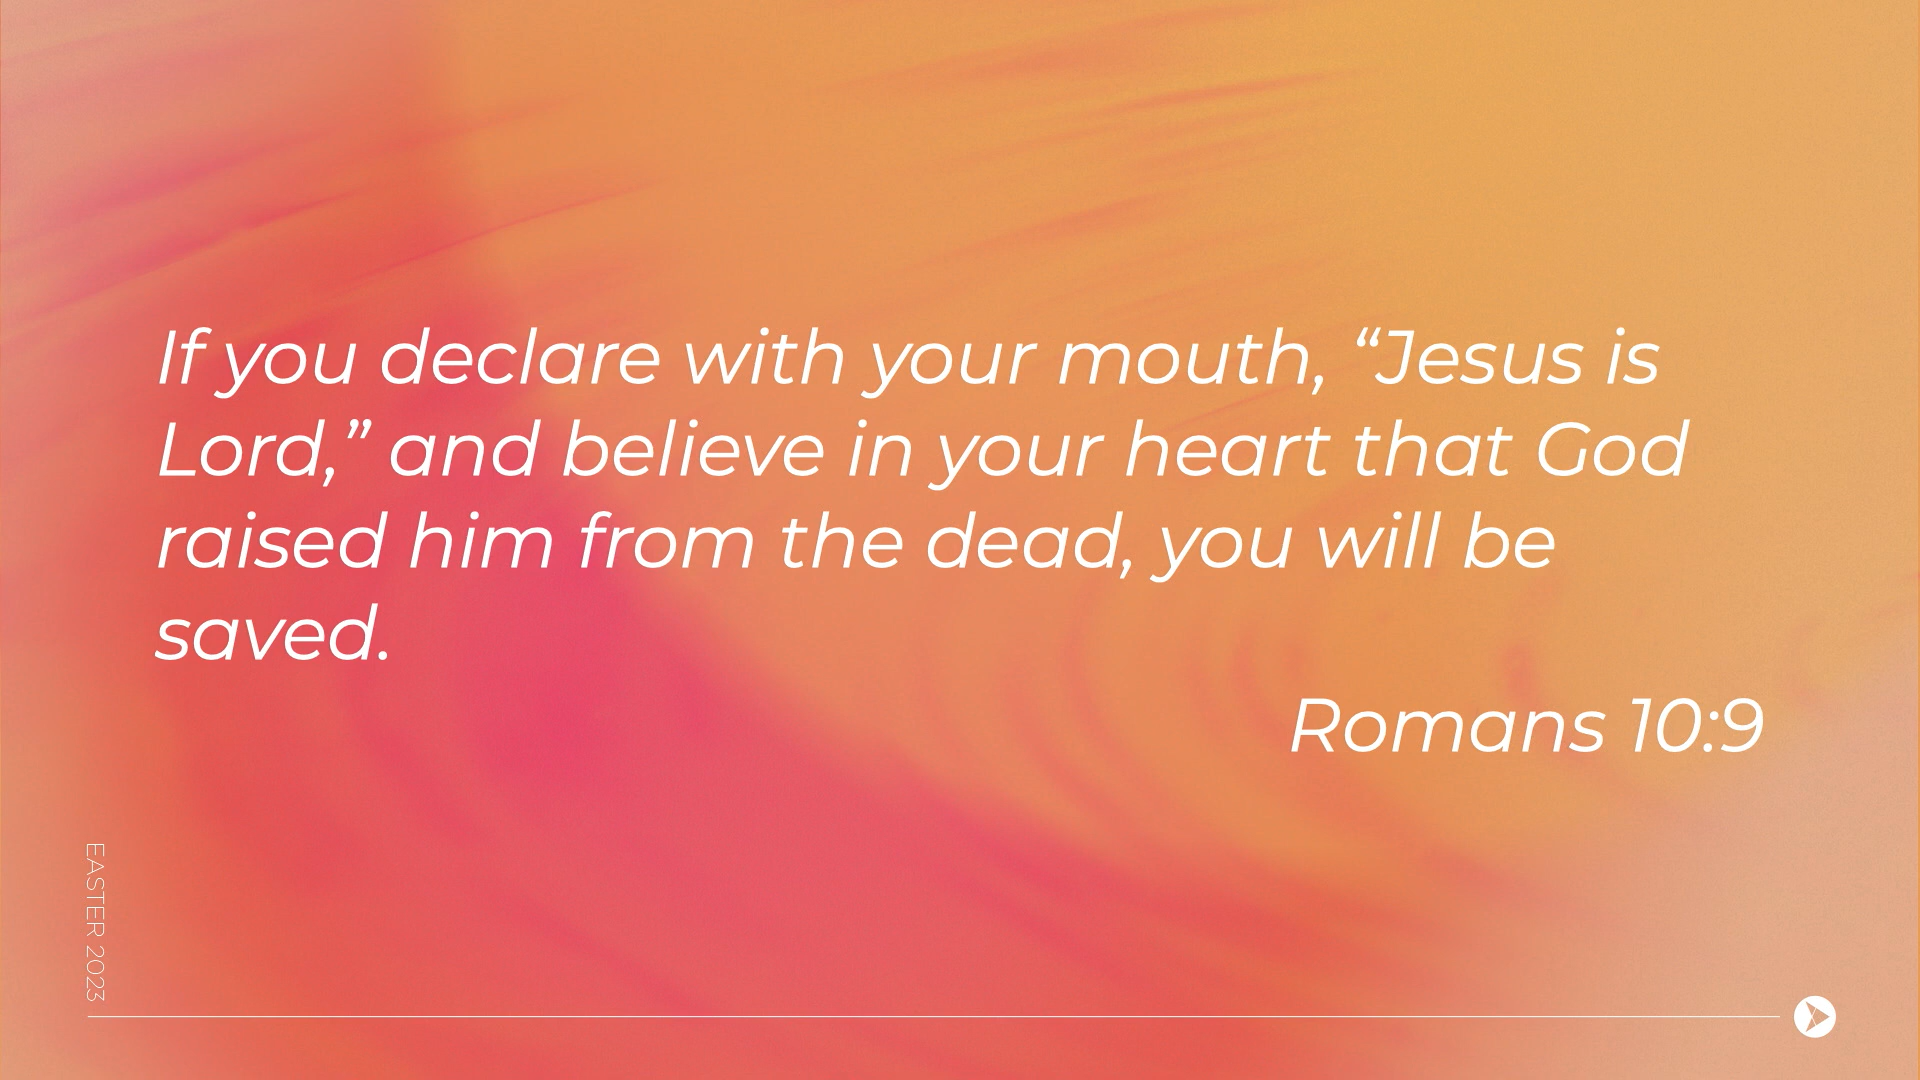 If you declare with your mouth, “Jesus is
Lord,” and believe in your heart that God
raised him from the dead, you will be
saved.
Romans 10:9
EASTER 2023